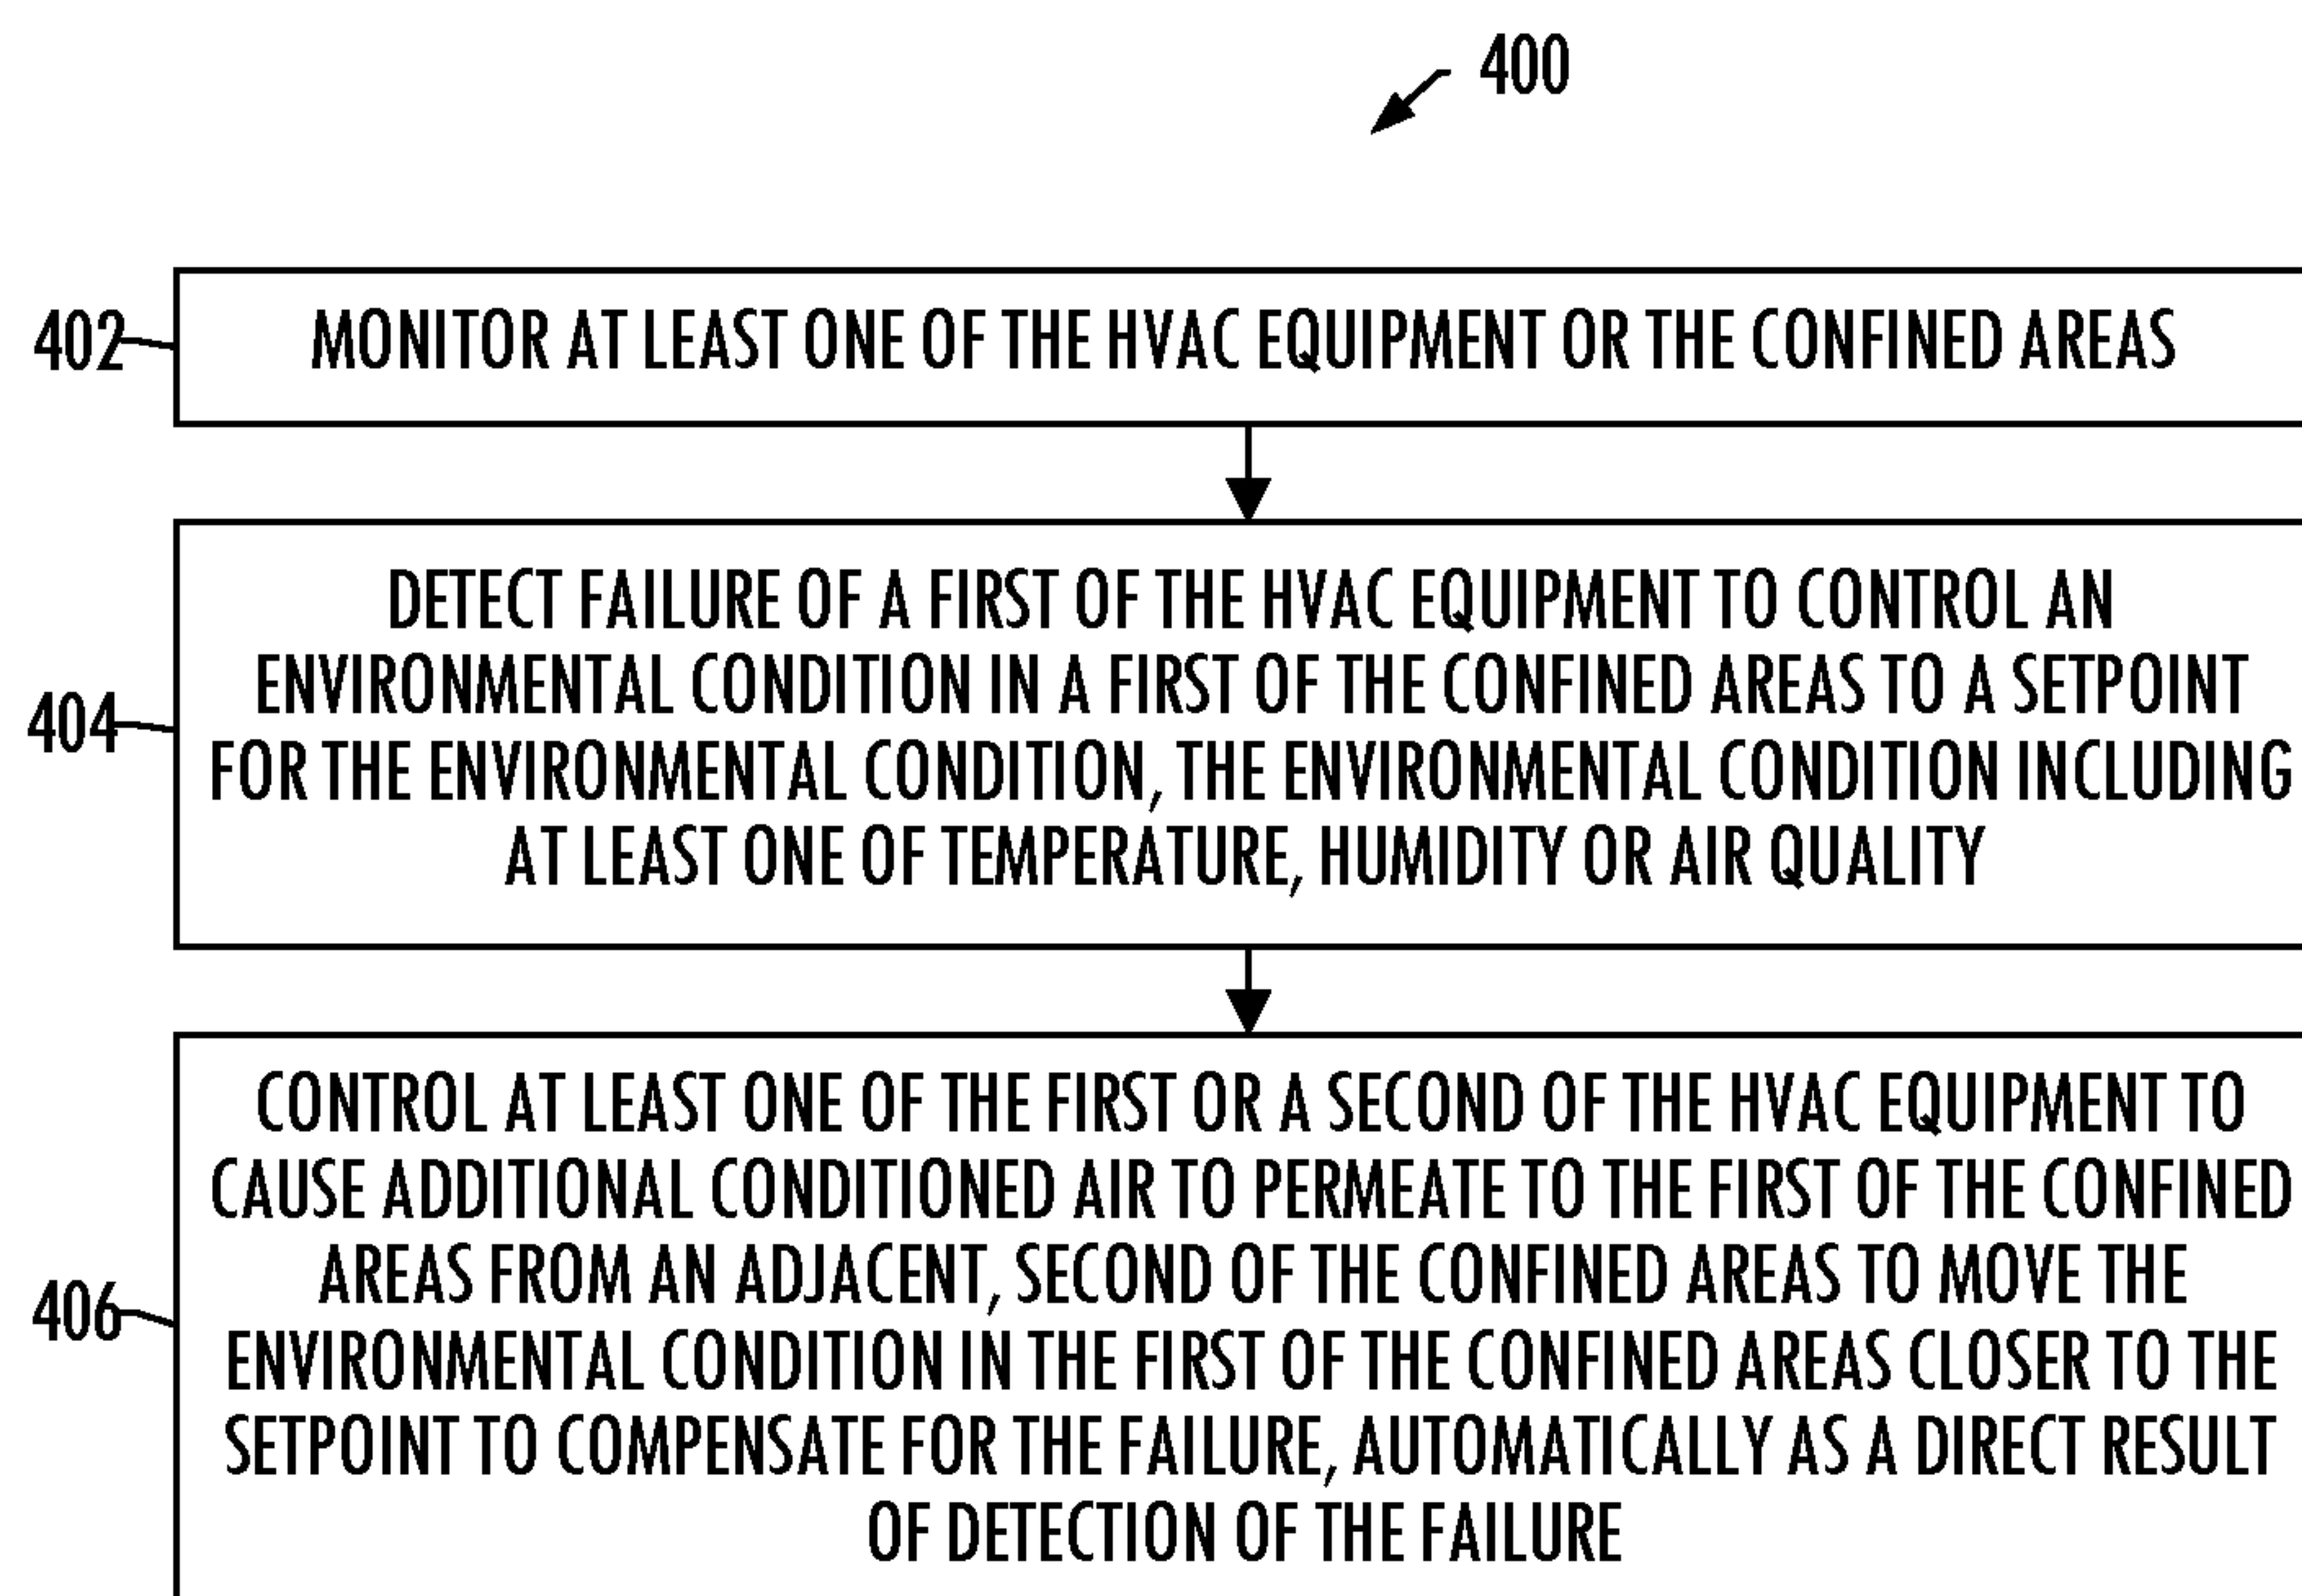 400
402
MONITOR AT LEAST ONE OF THE HVAC EQUIPMENT OR THE CONFINED AREAS
404
DETECT FAILURE OF A FIRST OF THE HVAC EQUIPMENT TO CONTROL AN
ENVIRONMENTAL CONDITION IN A FIRST OF THE CONFINED AREAS TO A SETPOINT
FOR THE ENVIRONMENTAL CONDITION, THE ENVIRONMENTAL CONDITION INCLUDING
AT LEAST ONE OF TEMPERATURE, HUMIDITY OR AIR QUALITY
406
CONTROL AT LEAST ONE OF THE FIRST OR A SECOND OF THE HVAC EQUIPMENT TO
CAUSE ADDITIONAL CONDITIONED AIR TO PERMEATE TO THE FIRST OF THE CONFINED
AREAS FROM AN ADJACENT, SECOND OF THE CONFINED AREAS TO MOVE THE
ENVIRONMENTAL CONDITION IN THE FIRST OF THE CONFINED AREAS CLOSER TO THE
SETPOINT TO COMPENSATE FOR THE FAILURE, AUTOMATICALLY AS A DIRECT RESULT
OF DETECTION OF THE FAILURE